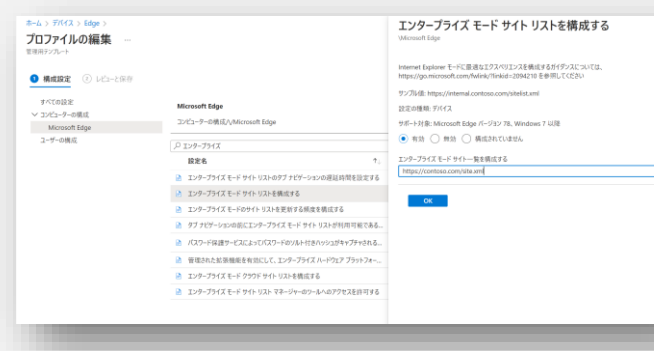 ホーム > デバイス > Edge >
プロファイルの編集 …
管理用テンプレート
1 構成設定 2 レビューと保存
すべての設定
コンピューターの構成
Microsoft Edge
ユーザーの構成
Microsoft Edge
コンピューターの構成/\/Microsoft Edge
エンタープライズ
設定名 ↑↓
エンタープライズ モード サイト リストのタブ ナビゲーションの遅延時間を設定する
エンタープライズ モード サイト リストを構成する
エンタープライズ モードのサイト リストを更新する頻度を構成する
タブ ナビゲーションの前にエンタープライズ モード サイト リストが利用可能である...
パスワード保護サービスによってパスワードのソルト付きハッシュがキャプチャされる...
管理された拡張機能を有効にして、エンタープライズ ハードウェア プラットフォー...
エンタープライズ モード クラウド サイト リストを構成する
エンタープライズ モード サイト リスト マネージャーのツールへのアクセスを許可する
エンタープライズ モード サイト リストを構成する
\Microsoft Edge
Internet Explorer モードに最適なエクスペリエンスを構成するガイダンスについては、
https://go.microsoft.com/fwlink/?linkid=2094210 を参照してください
サンプル値: https://internal.contoso.com/sitelist.xml
設定の種類: デバイス
サポート対象: Microsoft Edge バージョン 78、Windows 7 以降
有効 無効 構成されていません
エンタープライズ モード サイト一覧を構成する
https://contoso.com/site.xml
OK